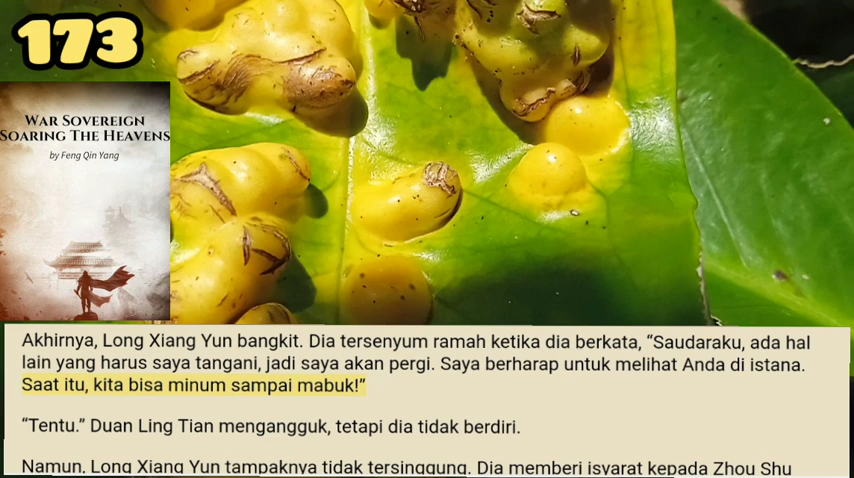 173
WAR SOVEREIGN
SOARING THE HEAVENS
by Feng Qin Yang
Akhirnya, Long Xiang Yun bangkit. Dia tersenyum ramah ketika dia berkata, “Saudaraku, ada hal
lain yang harus saya tangani, jadi saya akan pergi. Saya berharap untuk melihat Anda di istana.
Saat itu, kita bisa minum sampai mabuk!”
“Tentu.” Duan Ling Tian mengangguk, tetapi dia tidak berdiri.
Namun, Long Xiang Yun tampaknya tidak tersinggung. Dia memberi isyarat kepada Zhou Shu